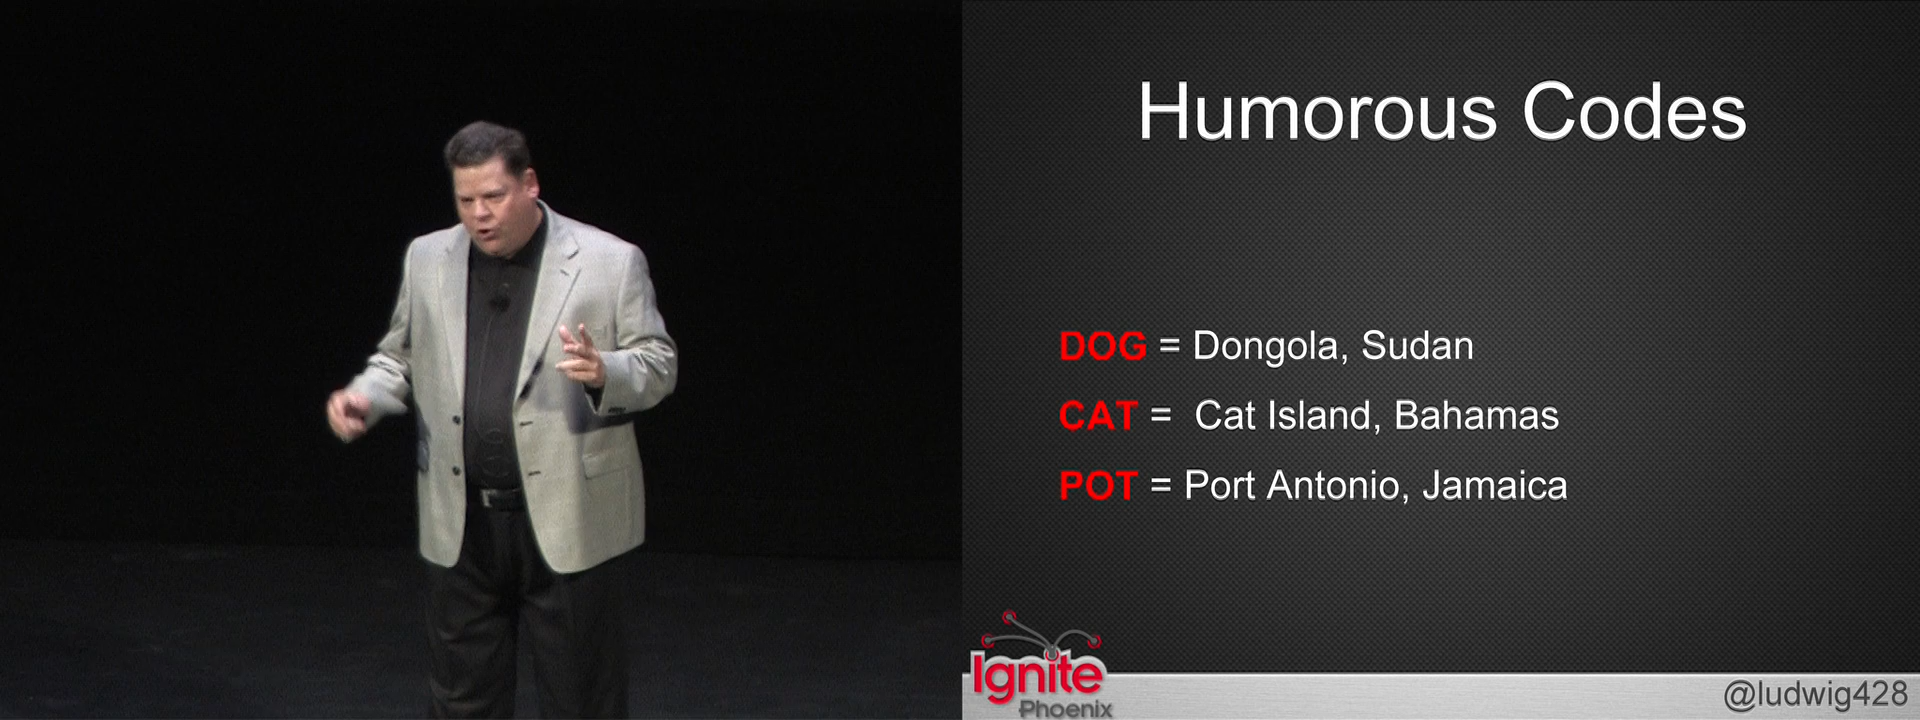 Humorous Codes
DOG = Dongola, Sudan
CAT = Cat Island, Bahamas
POT = Port Antonio, Jamaica
Ignite
Phoenix
@ludwig428